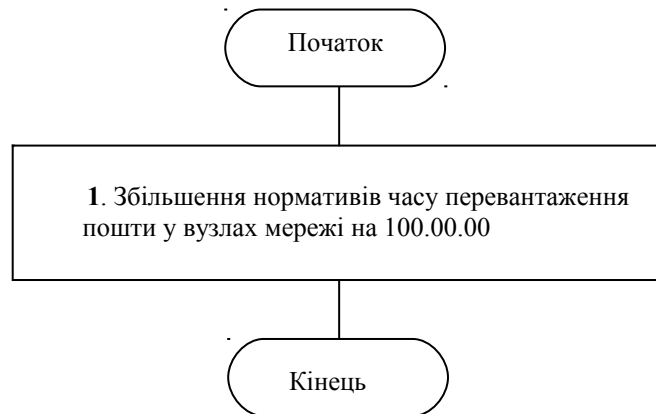 Початок
1. Збільшення нормативів часу перевантаження
пошти у вузлах мережі на 100.00.00
Кінець